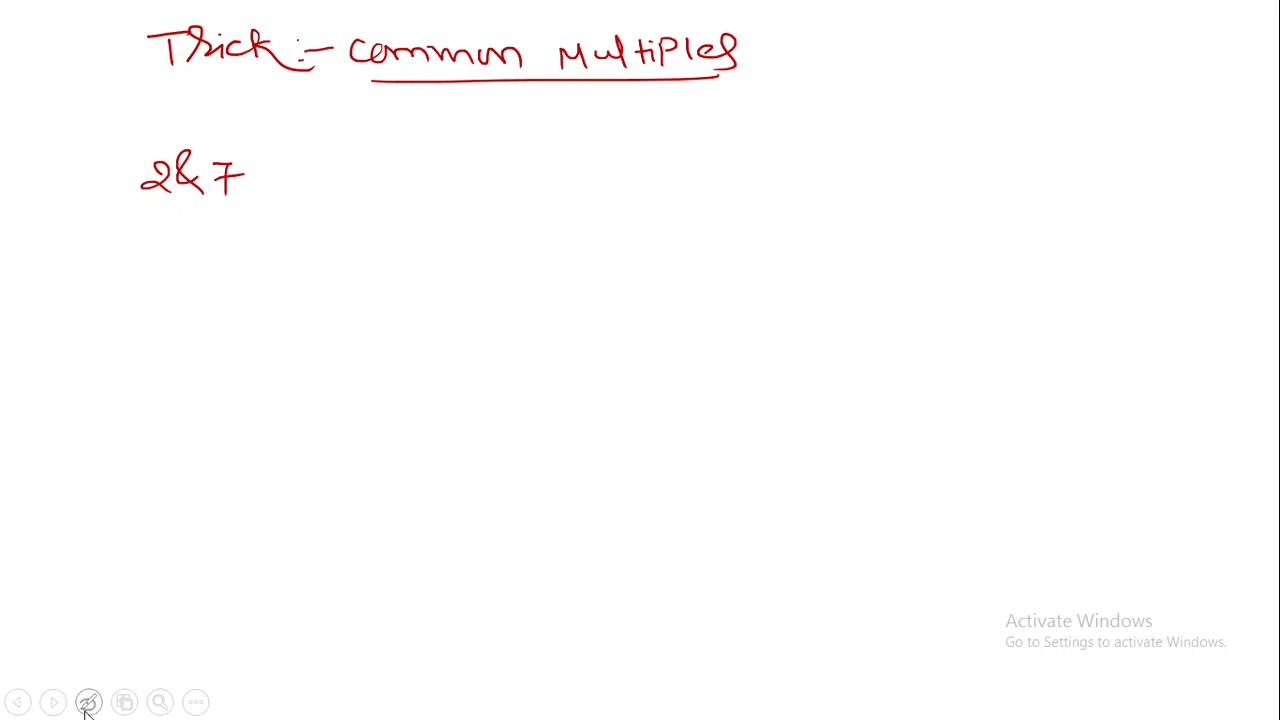 Trick :- Common Multiples
2 & 7
Activate Windows
Go to Settings to activate Windows.